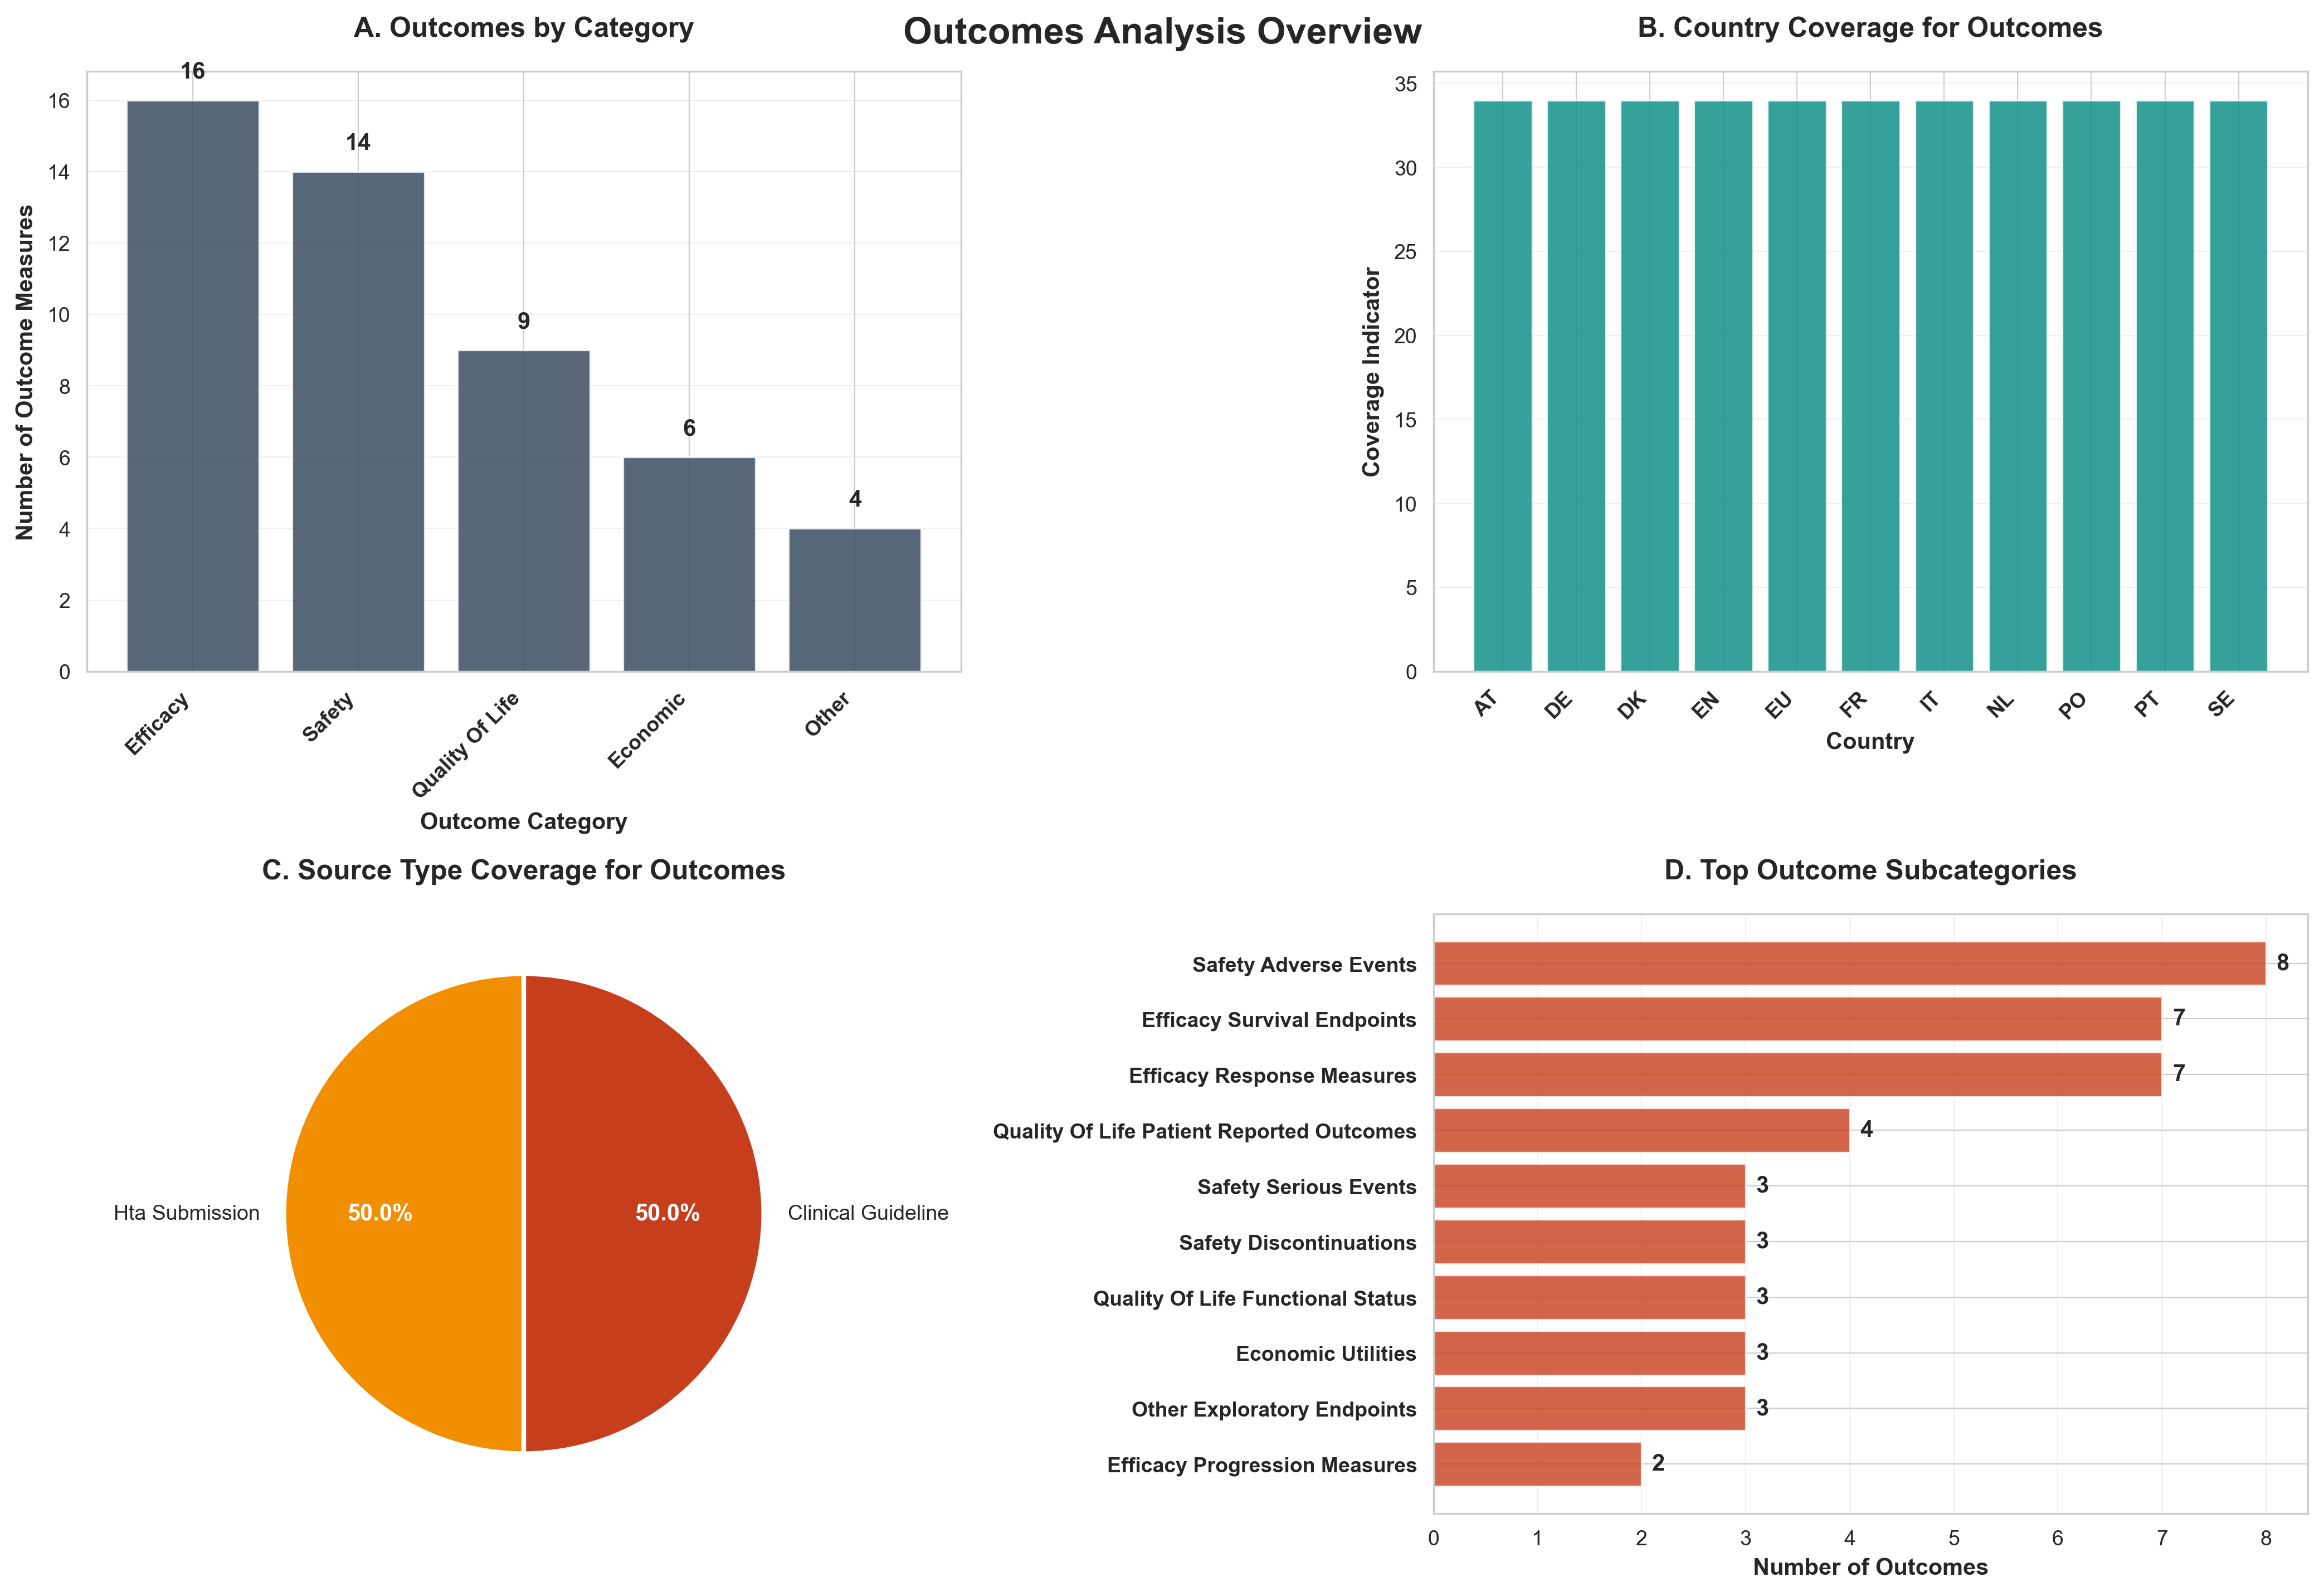 Outcomes Analysis Overview
A. Outcomes by Category
Number of Outcome Measures
16
14
12
10
8
6
4
2
0
16
14
9
6
4
Efficacy
Safety
Quality Of Life
Economic
Other
Outcome Category
B. Country Coverage for Outcomes
Coverage Indicator
35
30
25
20
15
10
5
0
AT
DE
DK
EN
EU
FR
IT
NL
PO
PT
SE
Country
C. Source Type Coverage for Outcomes
Hta Submission
50.0%
50.0%
Clinical Guideline
D. Top Outcome Subcategories
Safety Adverse Events
8
Efficacy Survival Endpoints
7
Efficacy Response Measures
7
Quality Of Life Patient Reported Outcomes
4
Safety Serious Events
3
Safety Discontinuations
3
Quality Of Life Functional Status
3
Economic Utilities
3
Other Exploratory Endpoints
3
Efficacy Progression Measures
2
0
1
2
3
4
5
6
7
8
Number of Outcomes